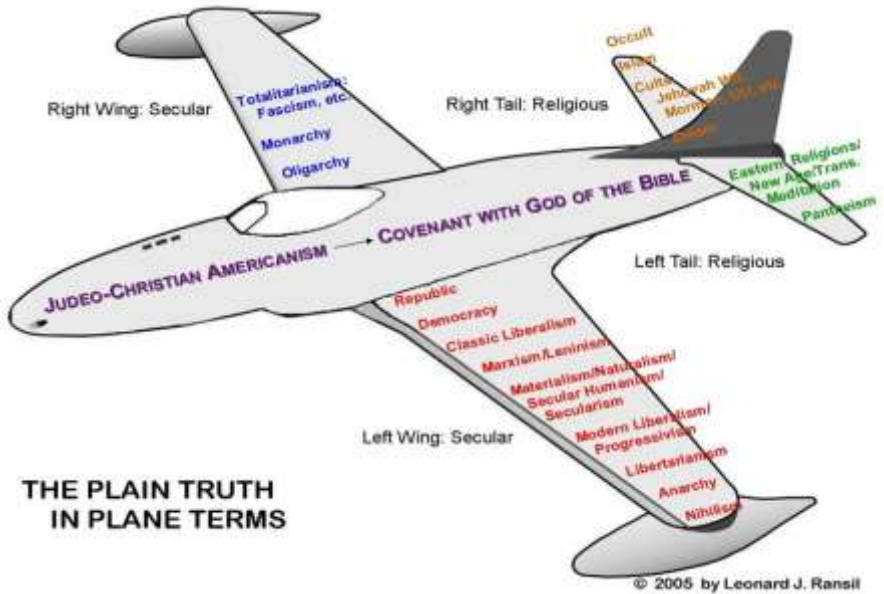 Occult
Islam
Cults:
Jehovah Wit.
Mormon,
Deism
Right Wing: Secular
Totalitarianism:
Fascism, etc.
Monarchy
Oligarchy
Right Tail: Religious
Eastern Religions/
New Age/Trans.
Meditation
Pantheism
Left Tail: Religious
JUDEO-CHRISTIAN AMERICANISM → COVENANT WITH GOD OF THE BIBLE
Republic
Democracy
Classic Liberalism
Marxism/Leninism
Materialism/Naturalism/
Secular Humanism/
Secularism
Modern Liberalism/
Progressivism
Libertarianism
Anarchy
Nihilism
Left Wing: Secular
THE PLAIN TRUTH
IN PLANE TERMS
© 2005 by Leonard J. Ransil